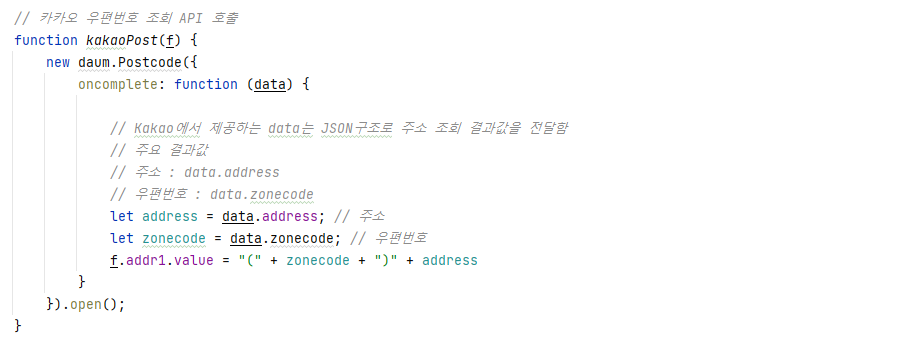 // 카카오 우편번호 조회 API 호출
function kakaoPost(f) {
new daum.Postcode({
oncomplete: function (data) {
// Kakao에서 제공하는 data는 JSON구조로 주소 조회 결과값을 전달함
// 주요 결과값
// 주소 : data.address
// 우편번호 : data.zonecode
let address = data.address; // 주소
let zonecode = data.zonecode; // 우편번호
f.addr1.value = "(" + zonecode + ")" + address
}
}).open();
}